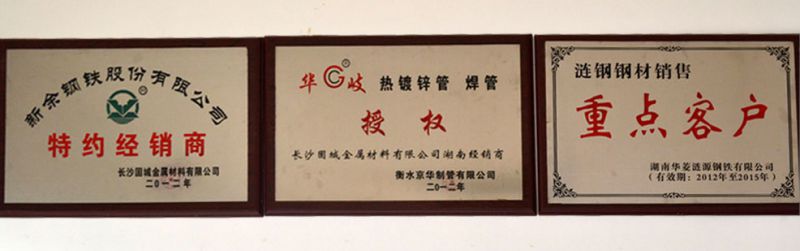 新余钢铁股份有限公司
®
特约经销商
长沙固城金属材料有限公司
二〇一二年
华 G ® 岐 热镀锌管 焊管
授权
长沙固城金属材料有限公司湖南经销商
衡水京华制管有限公司
二〇一二年
涟钢钢材销售
重点客户
湖南华菱涟源钢铁有限公司
(有效期:2012年至2015年)